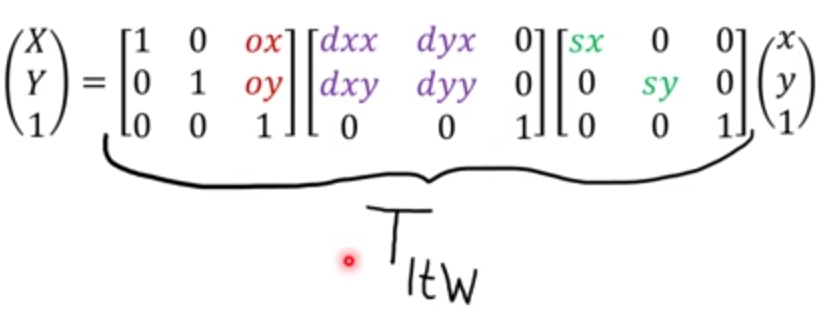 X 1 0 ox dxx dyx 0 sx 0 0 x
Y = 0 1 oy dxy dyy 0 0 sy 0 y
1 0 0 1 0 0 1 0 0 1 1
T ItW